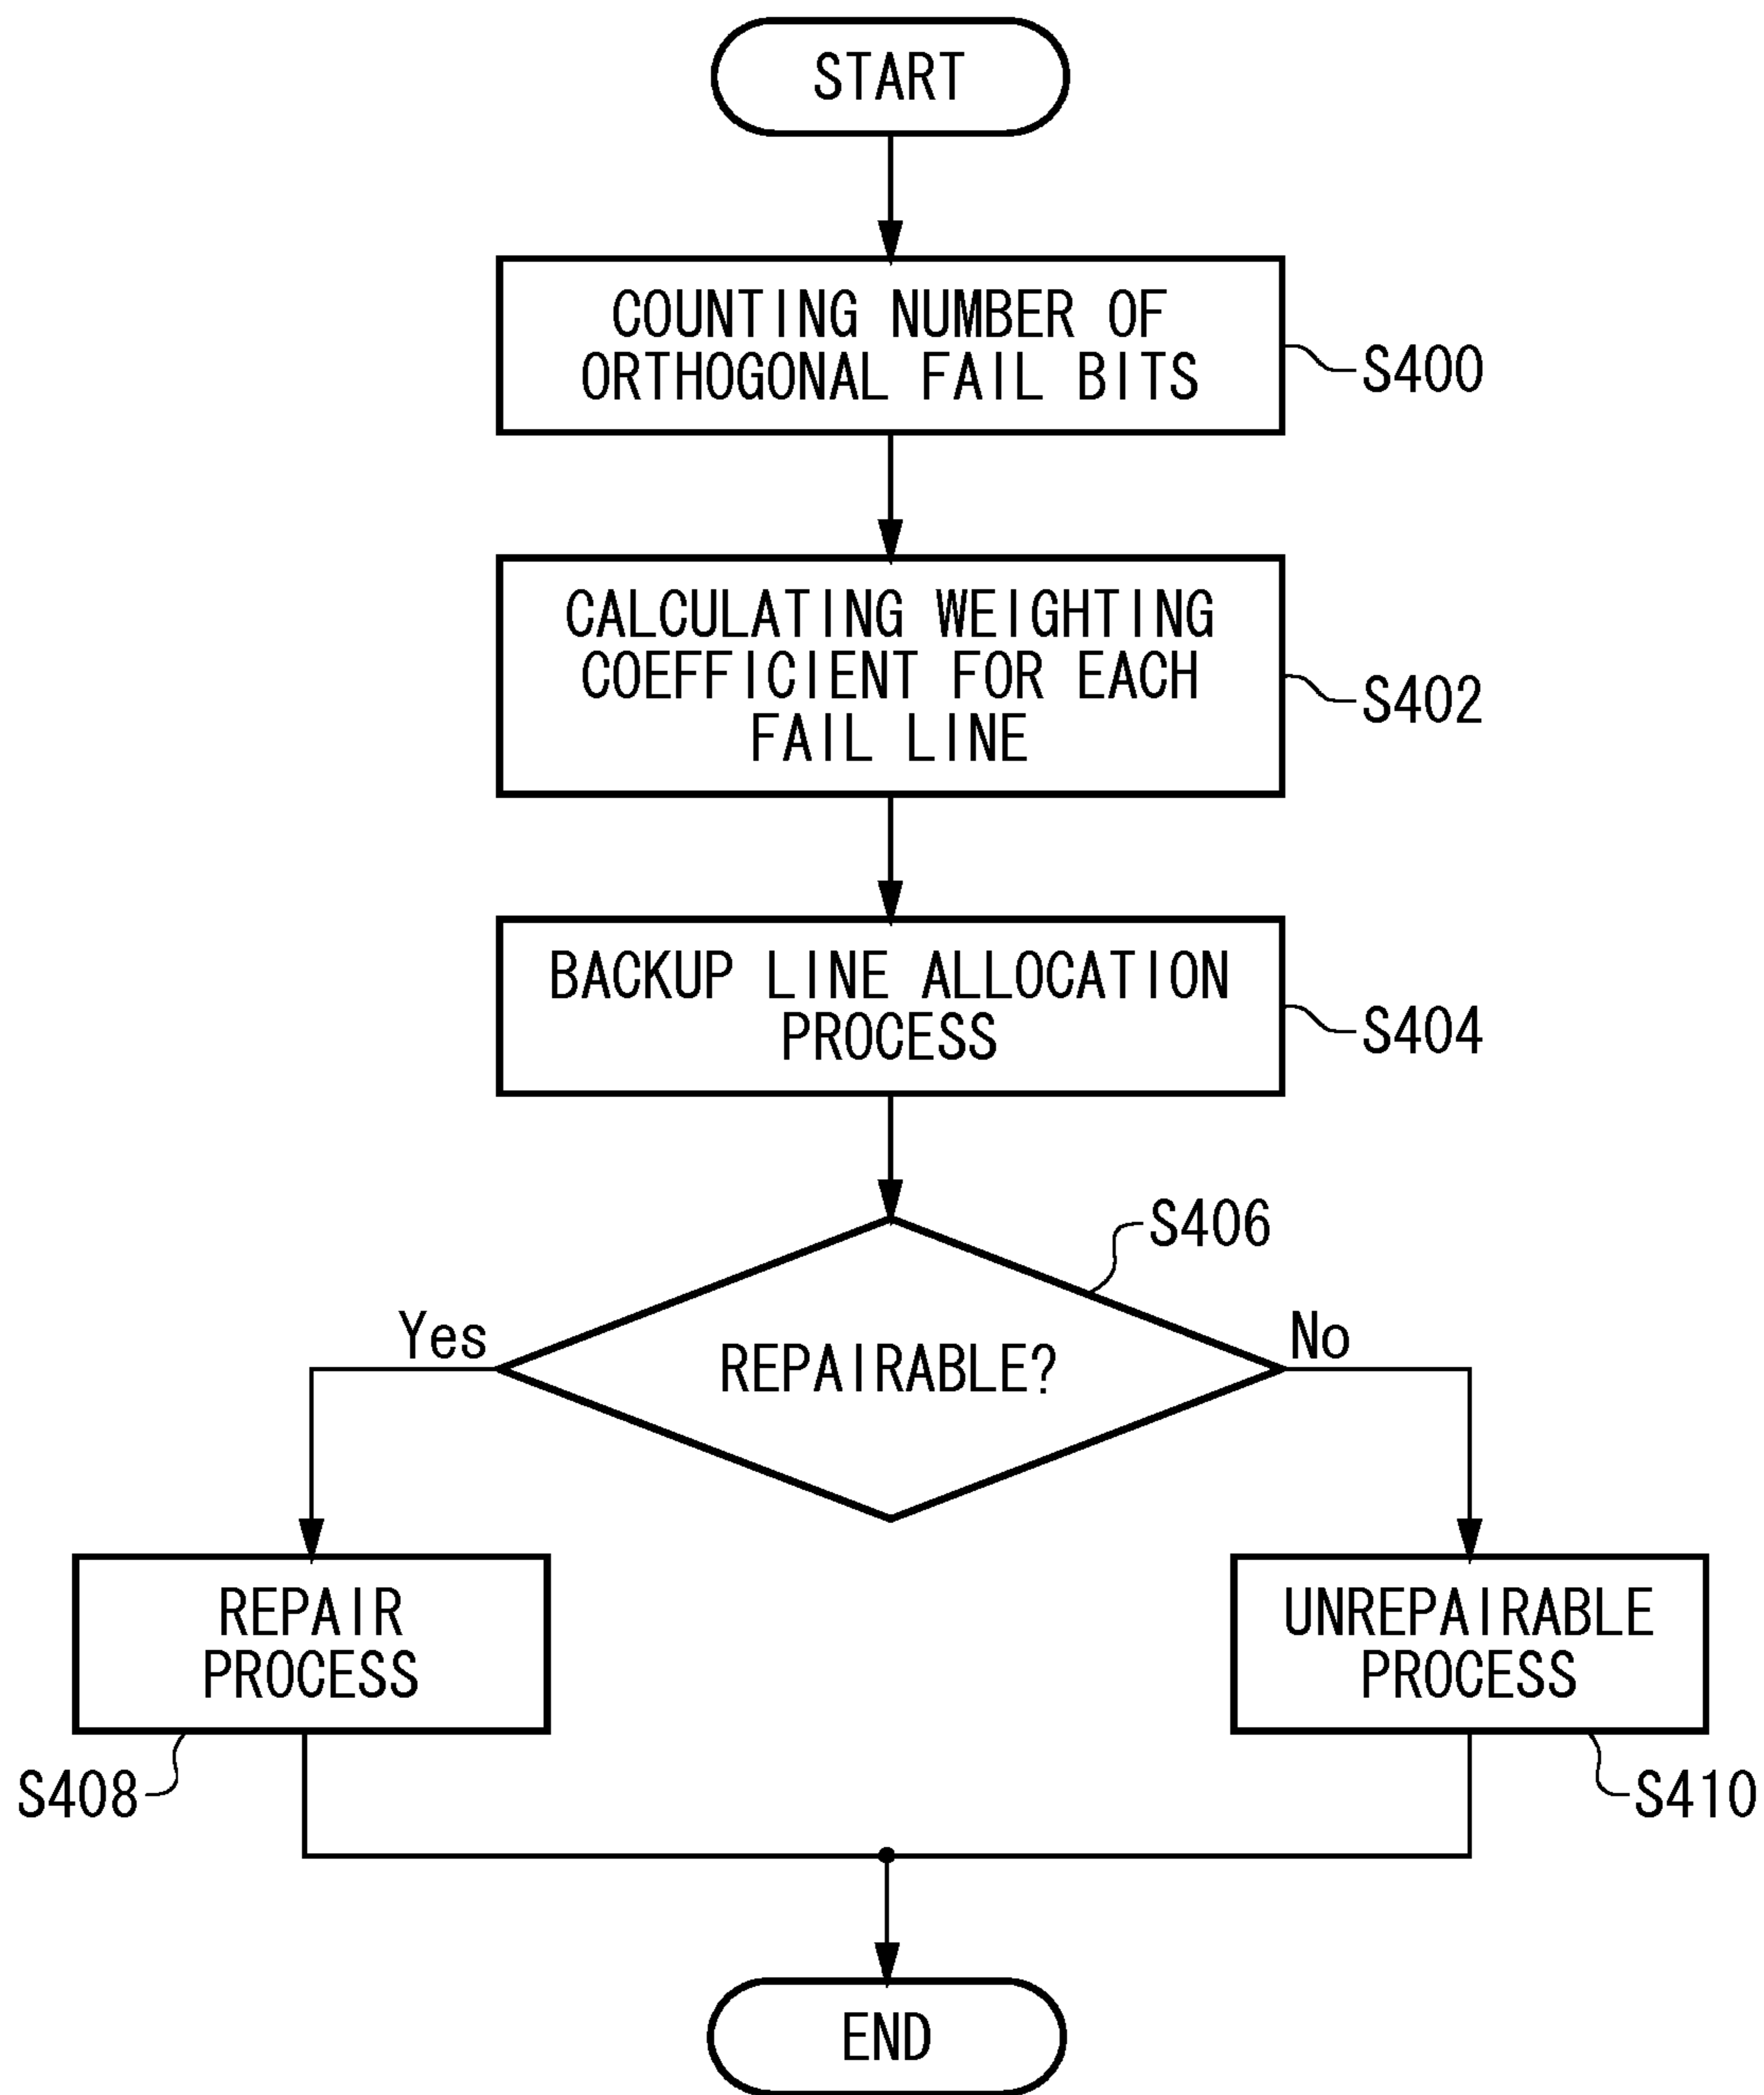 START
COUNTING NUMBER OF
ORTHOGONAL FAIL BITS
S400
CALCULATING WEIGHTING
COEFFICIENT FOR EACH
FAIL LINE
S402
BACKUP LINE ALLOCATION
PROCESS
S404
S406
Yes
REPAIRABLE?
No
REPAIR
PROCESS
S408
UNREPAIRABLE
PROCESS
S410
END